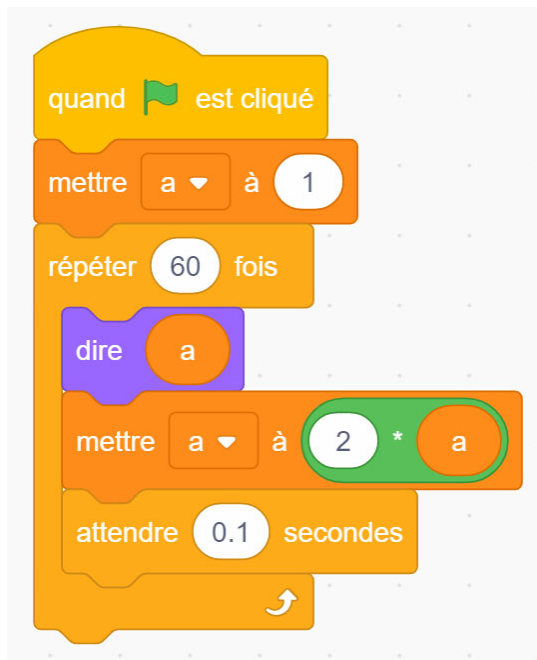 quand est cliqué
mettre a à 1
répéter 60 fois
dire a
mettre a à 2 * a
attendre 0.1 secondes